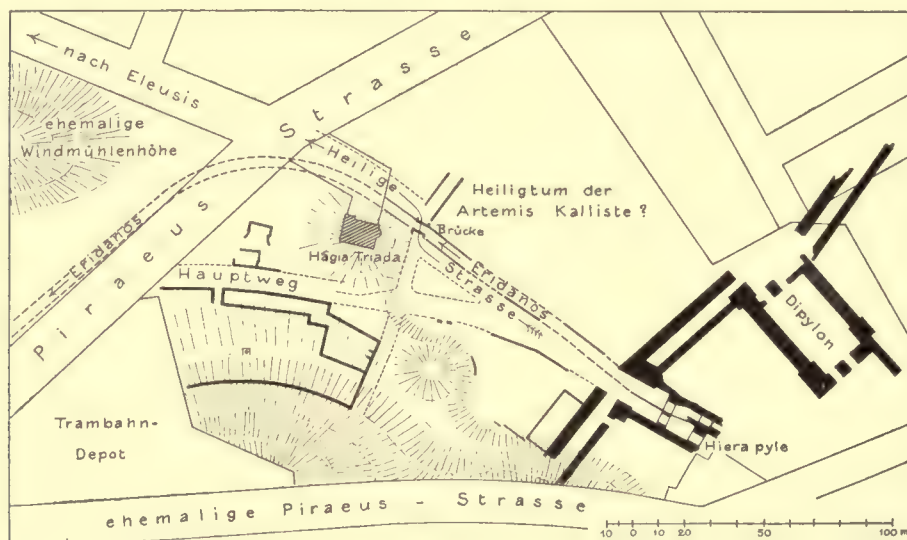 nach Eleusis
ehemalige
Windmühlenhöhe
Piraeus Strasse
Heilige
Heiligtum der
Artemis Kalliste?
Brücke
Eridanos
Hagia Triada
Eridanos
Strasse
Hauptweg
Dipylon
Trambahn-
Depot
Hiera pyle
ehemalige Piraeus - Strasse
10 0 10 20 50 100 m